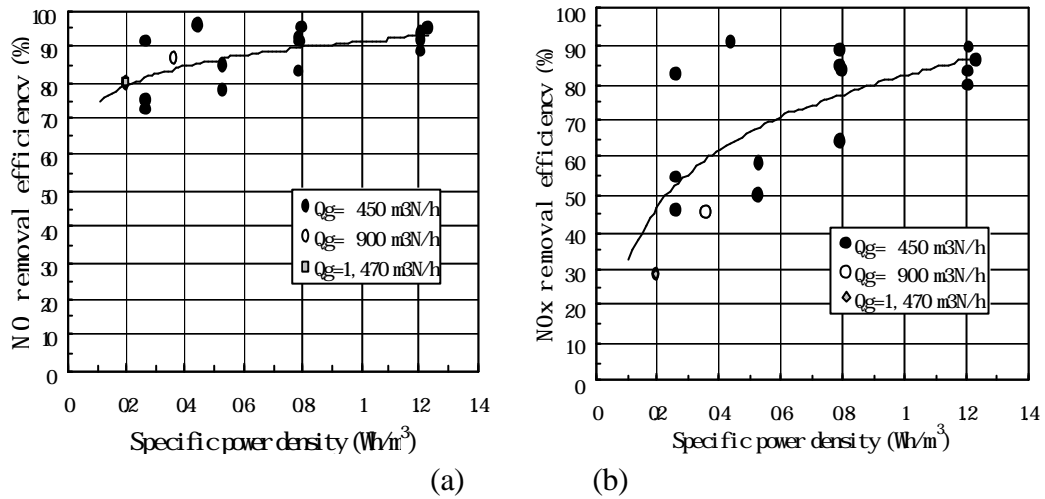 NO removal efficiency (%)
100
90
80
70
60
50
40
30
20
10
0
Qg= 450 m3N/h
Qg= 900 m3N/h
Qg=1,470 m3N/h
0 02 04 06 08 1 12 14
Specific power density (Wh/m³)
(a)
NOx removal efficiency (%)
100
90
80
70
60
50
40
30
20
10
0
Qg= 450 m3N/h
Qg= 900 m3N/h
Qg=1,470 m3N/h
0 02 04 06 08 1 12 14
Specific power density (Wh/m³)
(b)